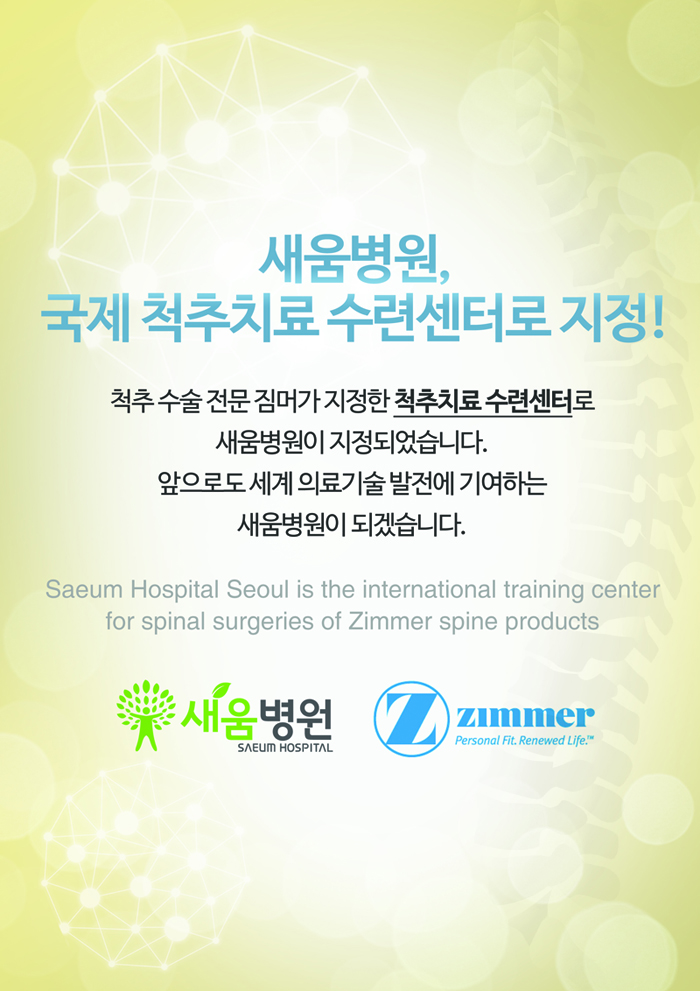 새움병원,
국제 척추치료 수련센터로 지정!
척추 수술 전문 짐머가 지정한 척추치료 수련센터로
새움병원이 지정되었습니다.
앞으로도 세계 의료기술 발전에 기여하는
새움병원이 되겠습니다.
Saeum Hospital Seoul is the international training center
for spinal surgeries of Zimmer spine products
새움병원
SAEUM HOSPITAL
Z zimmer
Personal Fit. Renewed Life.™